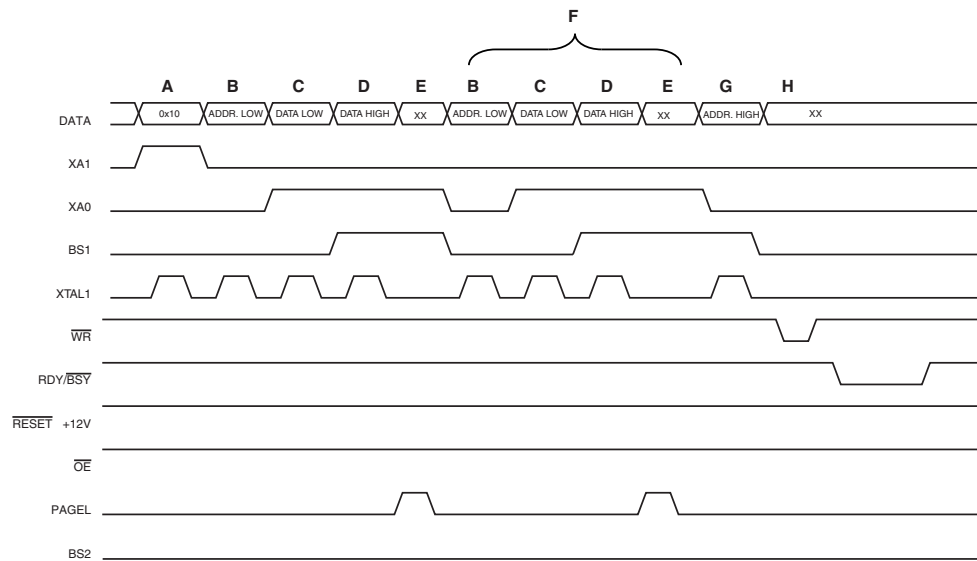 F
A B C D E B C D E G H
DATA 0x10 ADDR. LOW DATA LOW DATA HIGH XX ADDR. LOW DATA LOW DATA HIGH XX ADDR. HIGH XX
XA1
XA0
BS1
XTAL1
WR
RDY/BSY
RESET +12V
OE
PAGEL
BS2